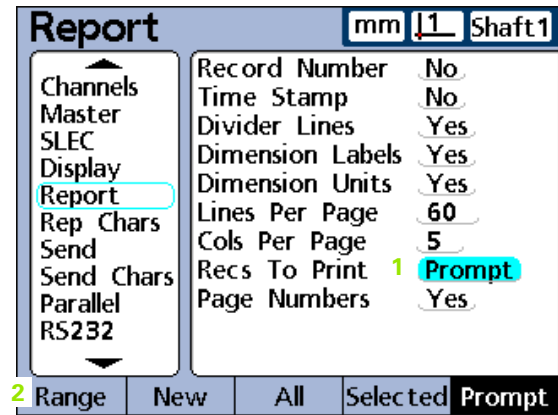 Report mm 1 Shaft1
Channels
Master
SLEC
Display
Report
Rep Chars
Send
Send Chars
Parallel
RS232
Record Number No
Time Stamp No
Divider Lines Yes
Dimension Labels Yes
Dimension Units Yes
Lines Per Page 60
Cols Per Page 5
Recs To Print 1 Prompt
Page Numbers Yes
2 Range New All Selected Prompt